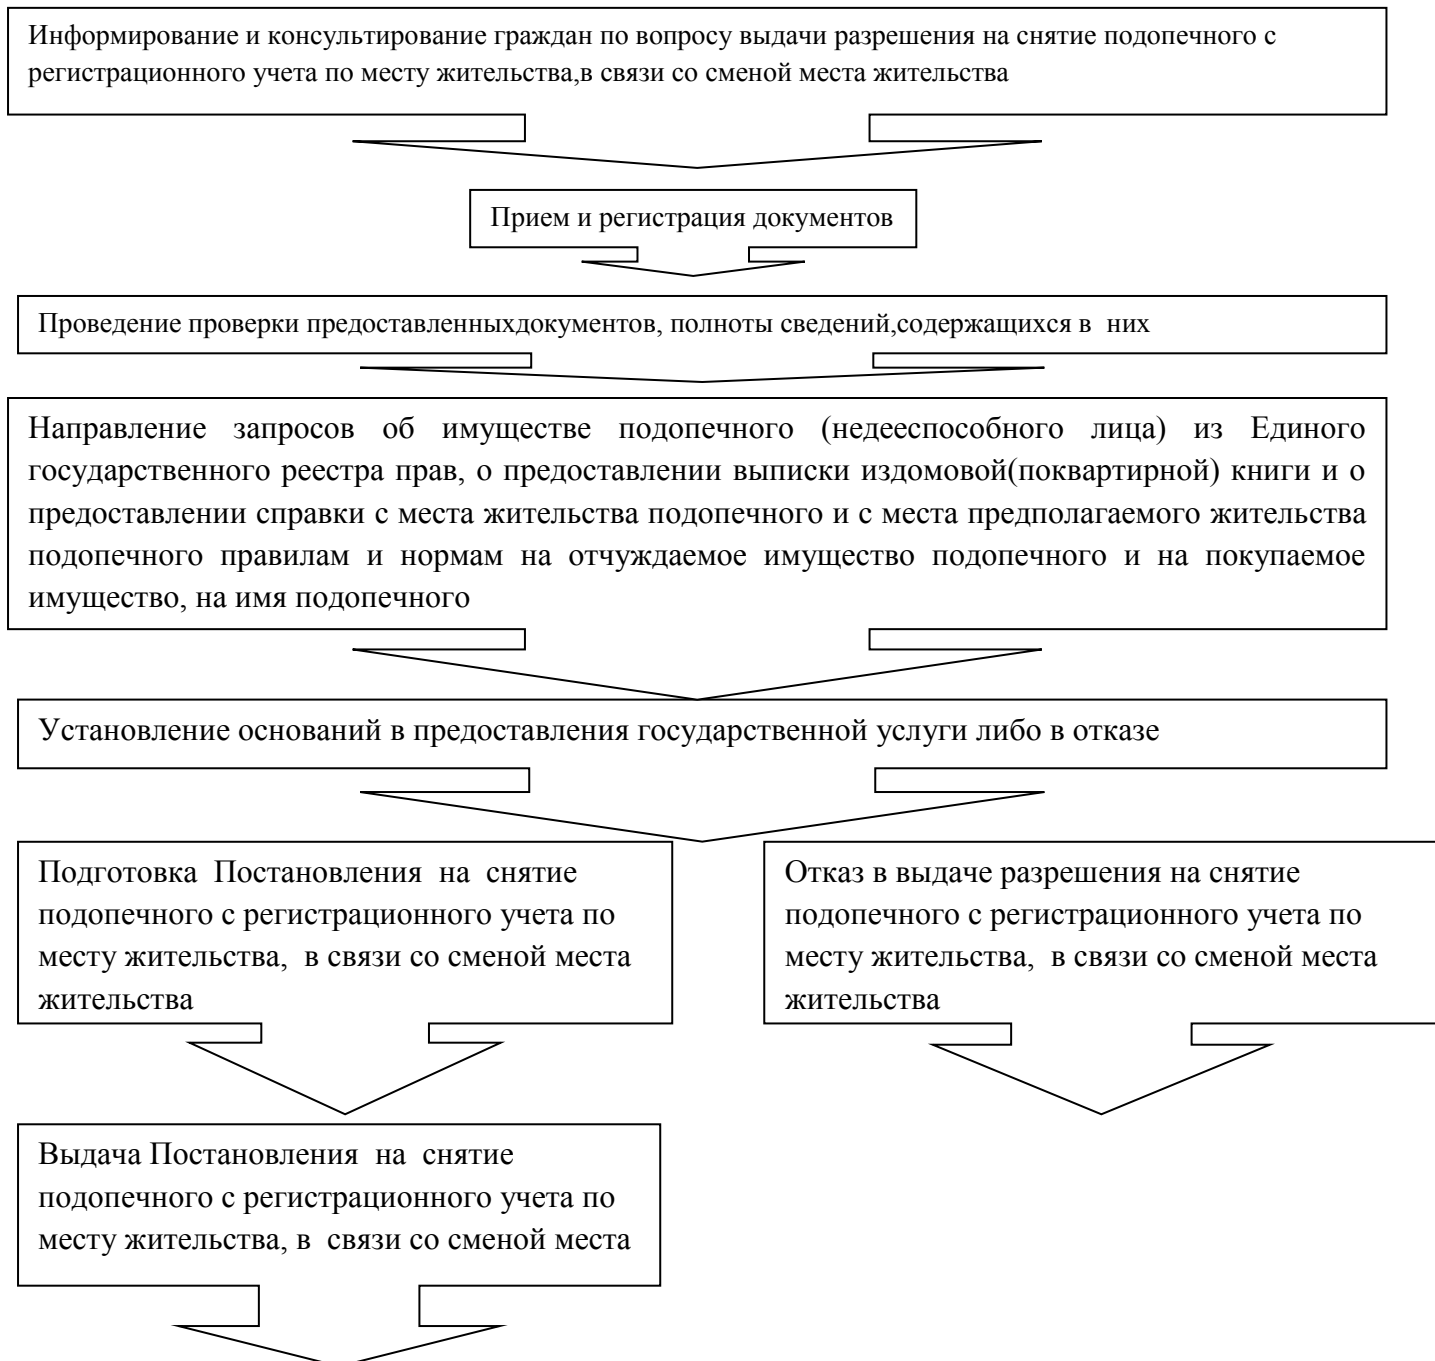 Информирование и консультирование граждан по вопросу выдачи разрешения на снятие подопечного с
регистрационного учета по месту жительства,в связи со сменой места жительства
Прием и регистрация документов
Проведение проверки предоставленныхдокументов, полноты сведений,содержащихся в них
Направление запросов об имуществе подопечного (недееспособного лица) из Единого
государственного реестра прав, о предоставлении выписки издомовой(поквартирной) книги и о
предоставлении справки с места жительства подопечного и с места предполагаемого жительства
подопечного правилам и нормам на отчуждаемое имущество подопечного и на покупаемое
имущество, на имя подопечного
Установление оснований в предоставления государственной услуги либо в отказе
Подготовка Постановления на снятие
подопечного с регистрационного учета по
месту жительства, в связи со сменой места
жительства
Отказ в выдаче разрешения на снятие
подопечного с регистрационного учета по
месту жительства, в связи со сменой места
жительства
Выдача Постановления на снятие
подопечного с регистрационного учета по
месту жительства, в связи со сменой места